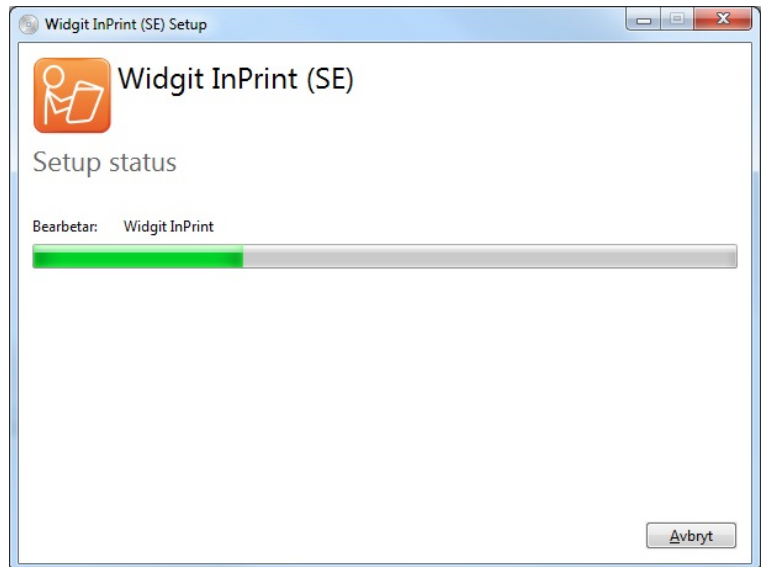 Widgit InPrint (SE) Setup
Widgit InPrint (SE)
Setup status
Bearbetar: Widgit InPrint
Avbryt